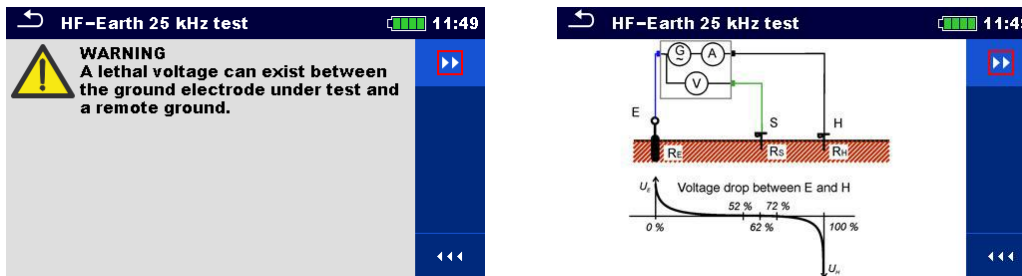 HF-Earth 25 kHz test
11:49
WARNING
A lethal voltage can exist between
the ground electrode under test and
a remote ground.
HF-Earth 25 kHz test
11:4
G
~
A
V
E
S
H
RE
RS
RH
UE
Voltage drop between E and H
52 % 72 %
0 %
62 %
100 %
UH